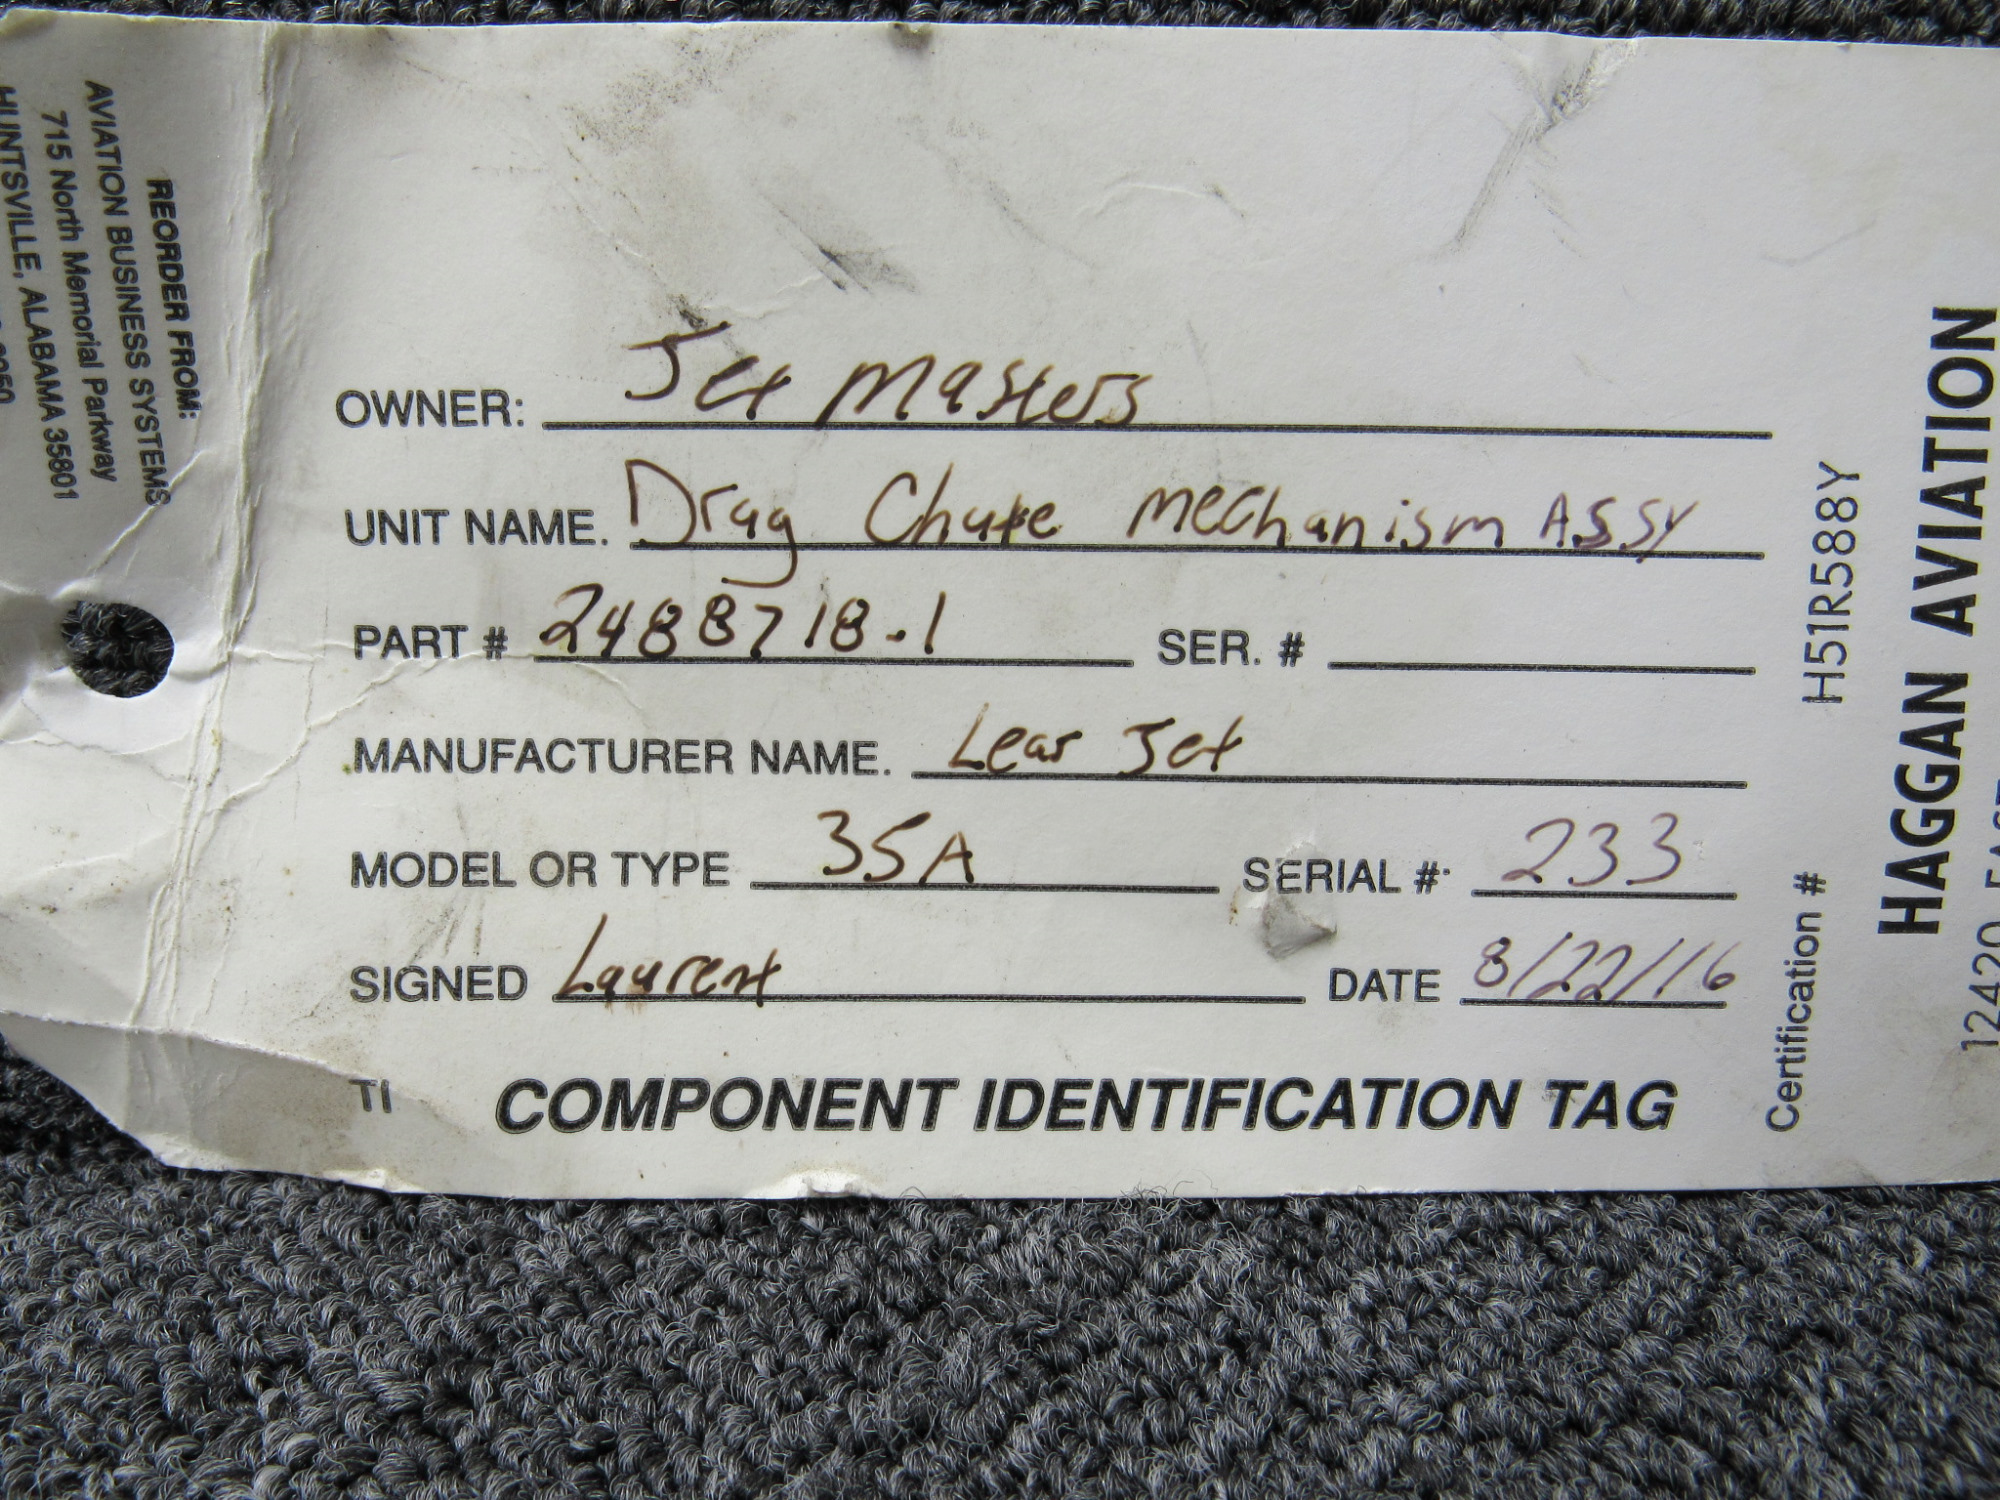 REORDER FROM:
AVIATION BUSINESS SYSTEMS
715 North Memorial Parkway
HUNTSVILLE, ALABAMA 35801
OWNER: Jet Masters
UNIT NAME. Drag Chute Mechanism Assy
PART # 2488718-1 SER. #
MANUFACTURER NAME. Lear Jet
MODEL OR TYPE 35A SERIAL #. 233
SIGNED Laurent DATE 8/22/16
TI COMPONENT IDENTIFICATION TAG
Certification # H51R588Y
HAGGAN AVIATION
12420